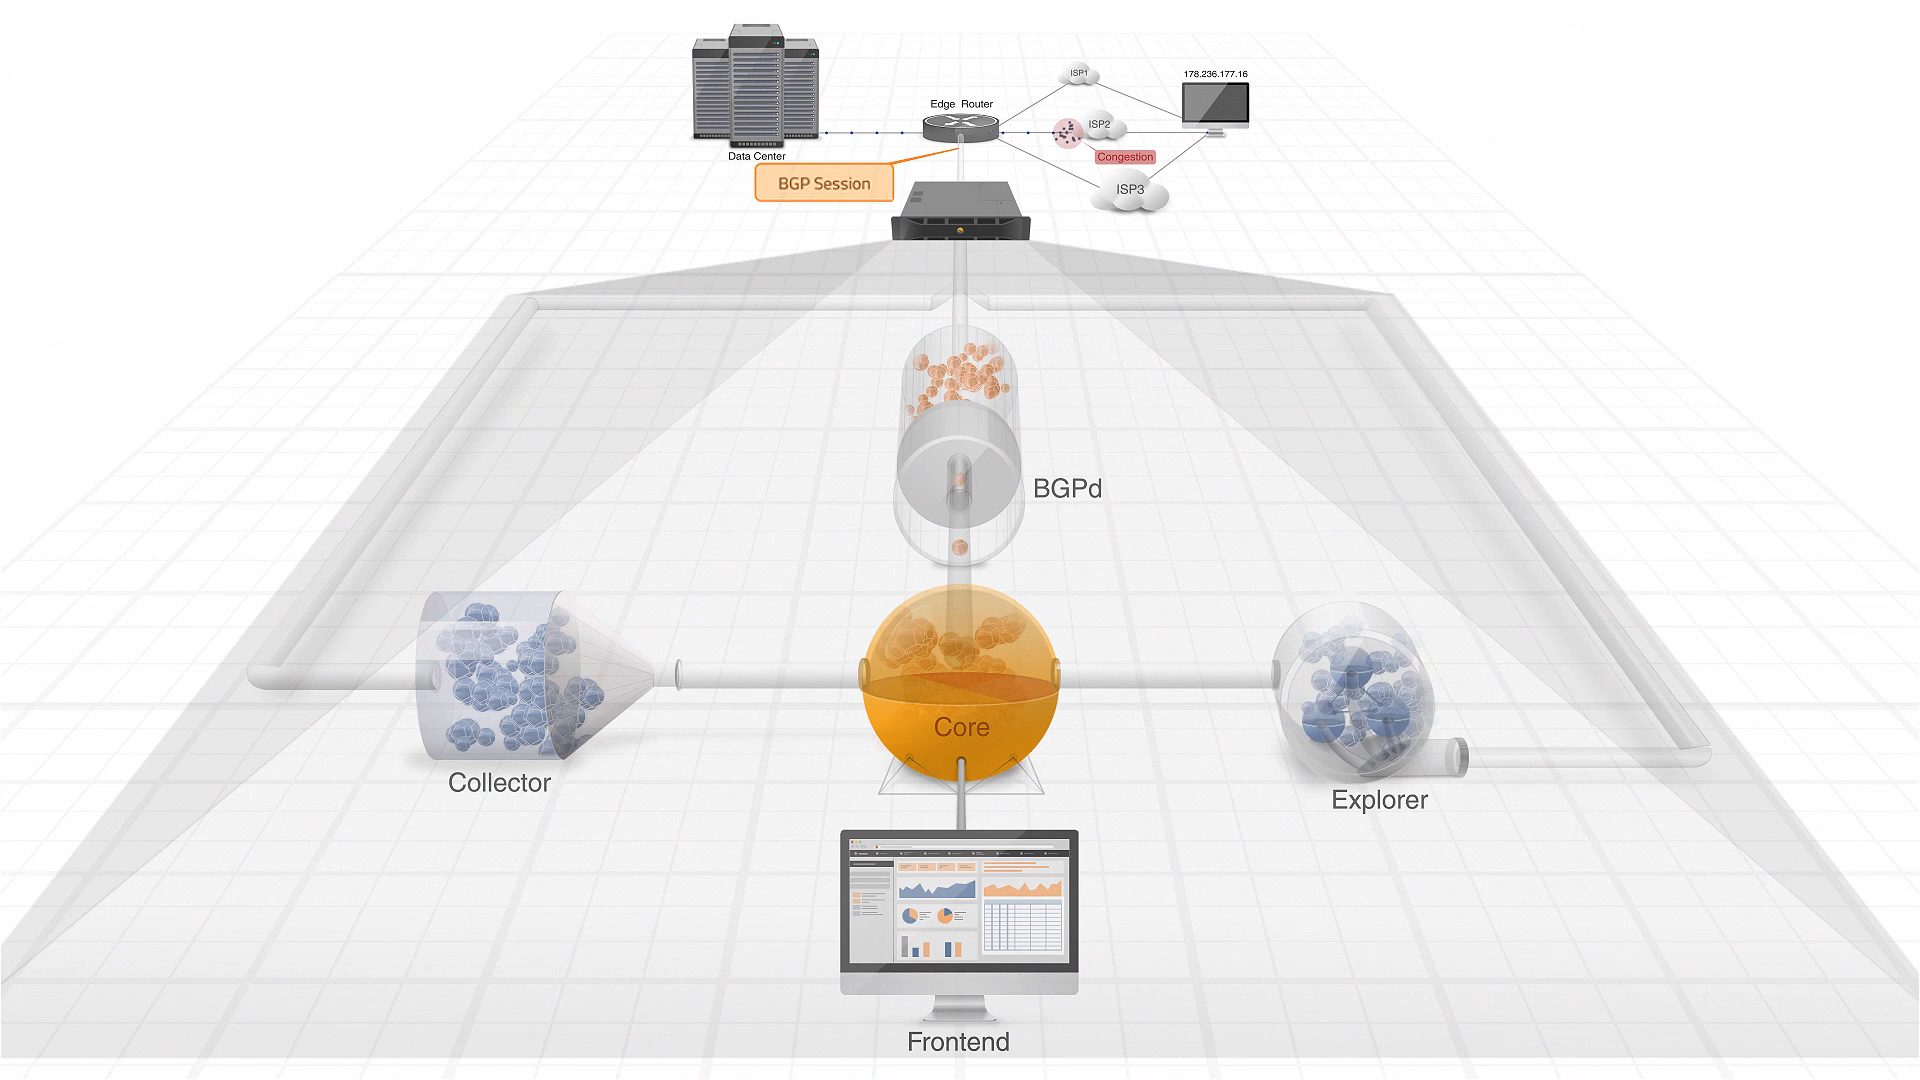 178.236.177.16
ISP1
Edge Router
ISP2
Data Center
Congestion
BGP Session
ISP3
BGPd
Core
Collector
Explorer
Frontend